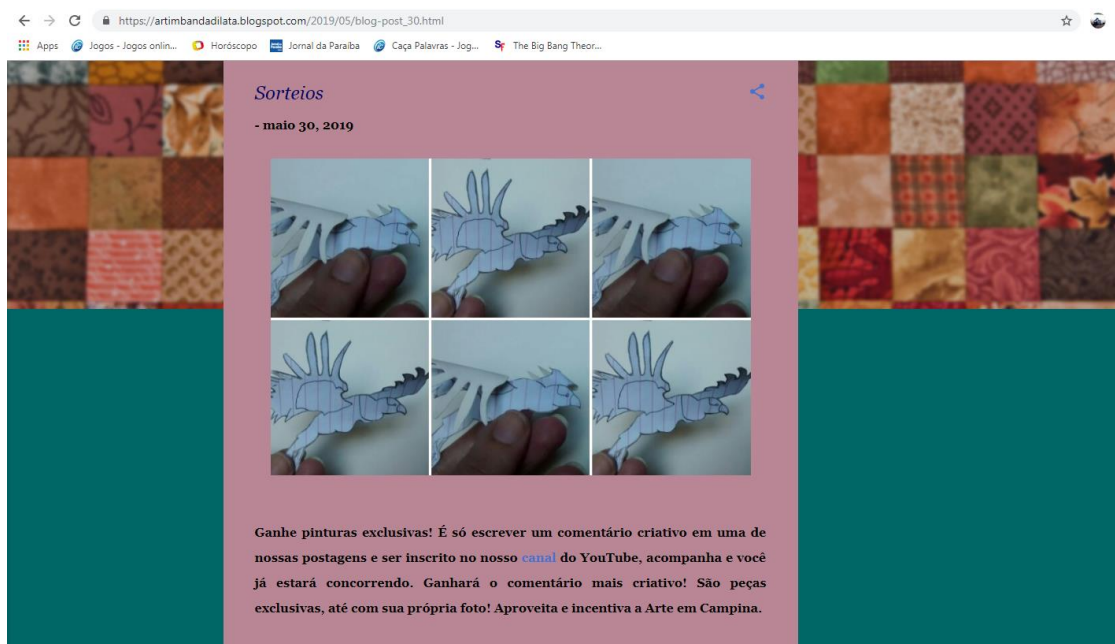 https://artimbandadilata.blogspot.com/2019/05/blog-post_30.html
Apps Jogos - Jogos onlin... Horóscopo Jornal da Paraíba Caça Palavras - Jog... The Big Bang Theor...
Sorteios
- maio 30, 2019
Ganhe pinturas exclusivas! É só escrever um comentário criativo em uma de
nossas postagens e ser inscrito no nosso canal do YouTube, acompanha e você
já estará concorrendo. Ganhará o comentário mais criativo! São peças
exclusivas, até com sua própria foto! Aproveita e incentiva a Arte em Campina.